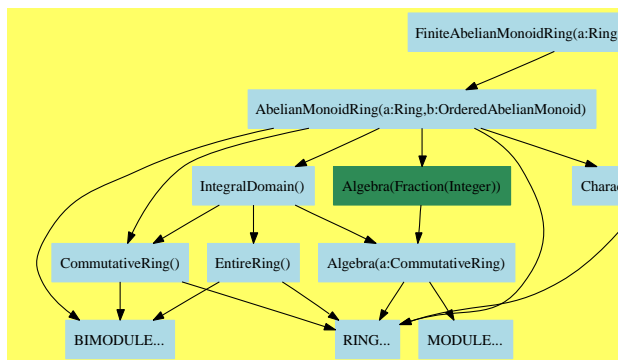 FiniteAbelianMonoidRing(a:Ring
AbelianMonoidRing(a:Ring,b:OrderedAbelianMonoid)
IntegralDomain()
Algebra(Fraction(Integer))
Charac
CommutativeRing()
EntireRing()
Algebra(a:CommutativeRing)
BIMODULE...
RING...
MODULE...